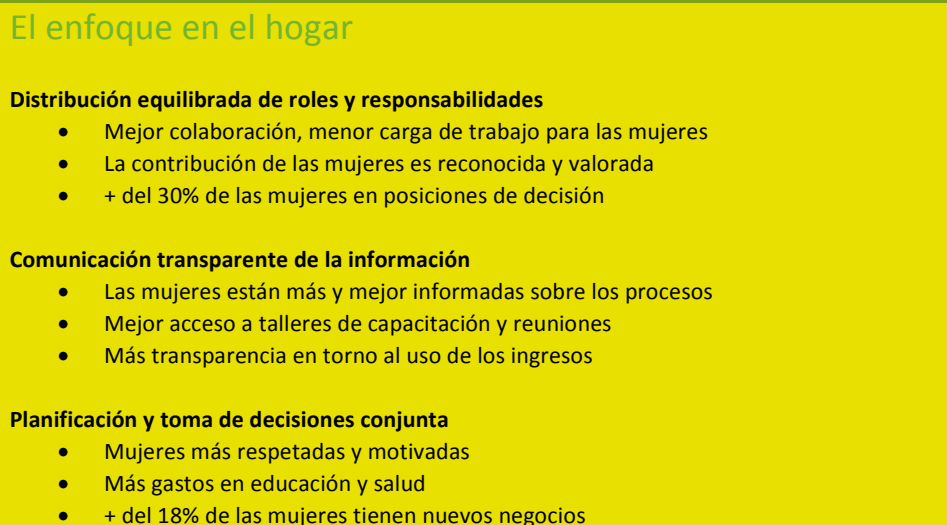 El enfoque en el hogar
Distribución equilibrada de roles y responsabilidades
• Mejor colaboración, menor carga de trabajo para las mujeres
• La contribución de las mujeres es reconocida y valorada
• + del 30% de las mujeres en posiciones de decisión
Comunicación transparente de la información
• Las mujeres están más y mejor informadas sobre los procesos
• Mejor acceso a talleres de capacitación y reuniones
• Más transparencia en torno al uso de los ingresos
Planificación y toma de decisiones conjunta
• Mujeres más respetadas y motivadas
• Más gastos en educación y salud
• + del 18% de las mujeres tienen nuevos negocios